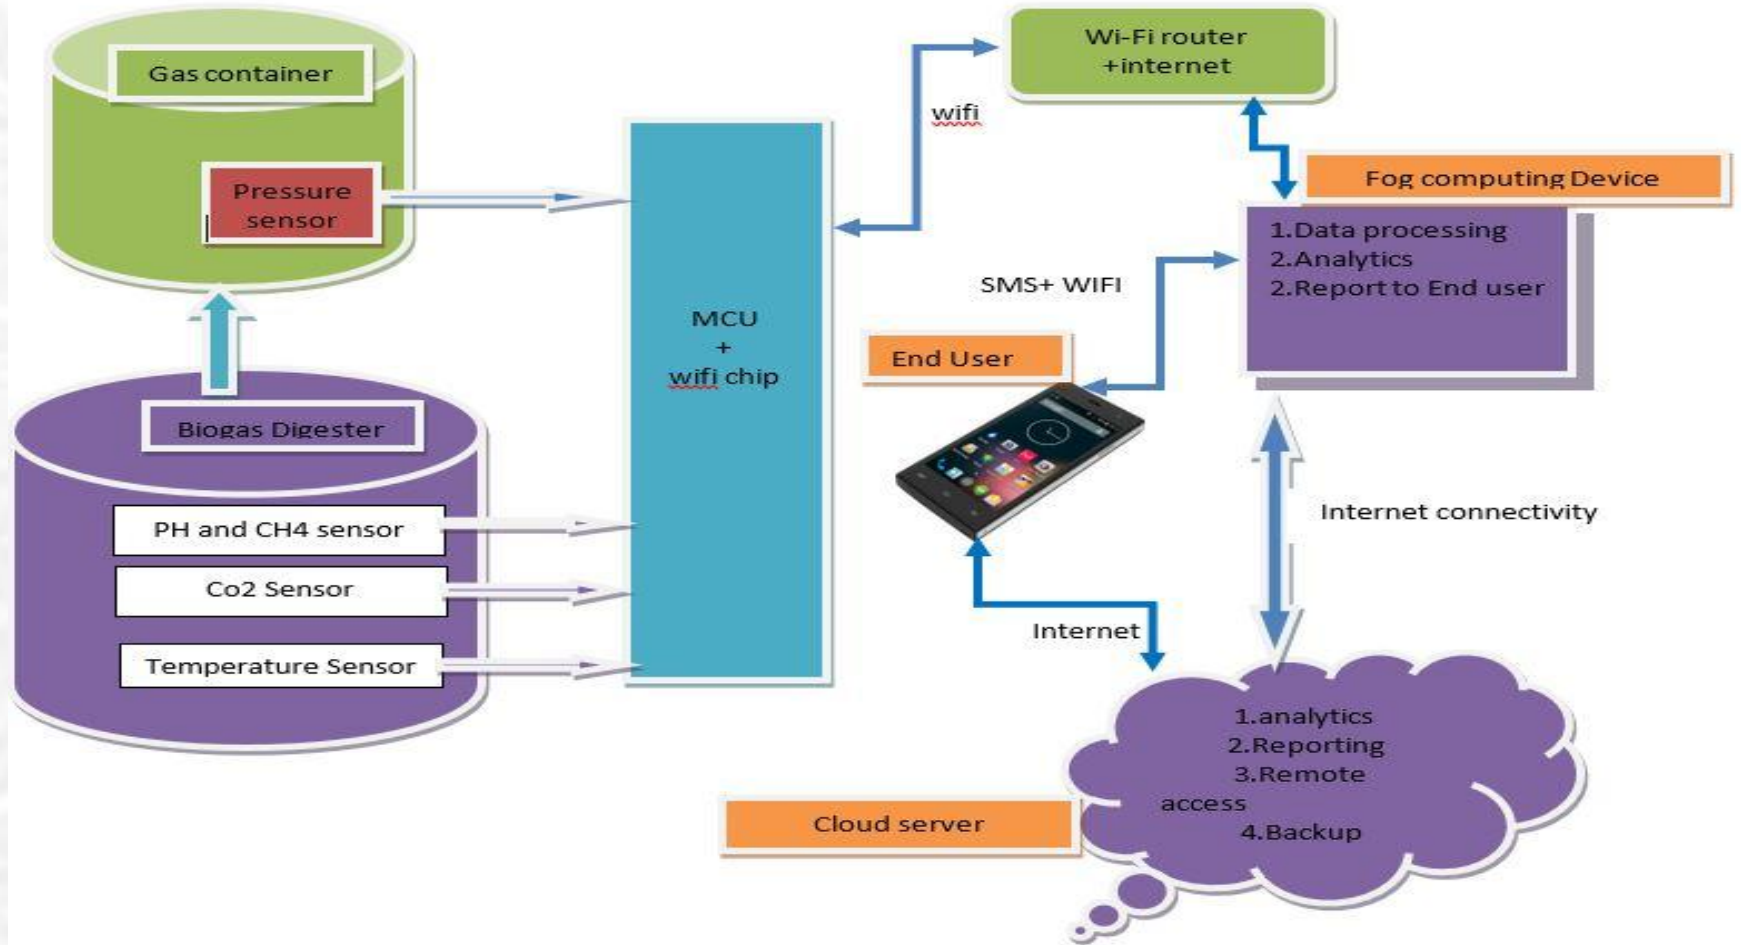 Gas container
Pressure
sensor
Biogas Digester
PH and CH4 sensor
Co2 Sensor
Temperature Sensor
MCU
+
wifi chip
wifi
Wi-Fi router
+internet
Fog computing Device
1.Data processing
2.Analytics
2.Report to End user
SMS+ WIFI
End User
Internet connectivity
Internet
1.analytics
2.Reporting
3.Remote
access
4.Backup
Cloud server